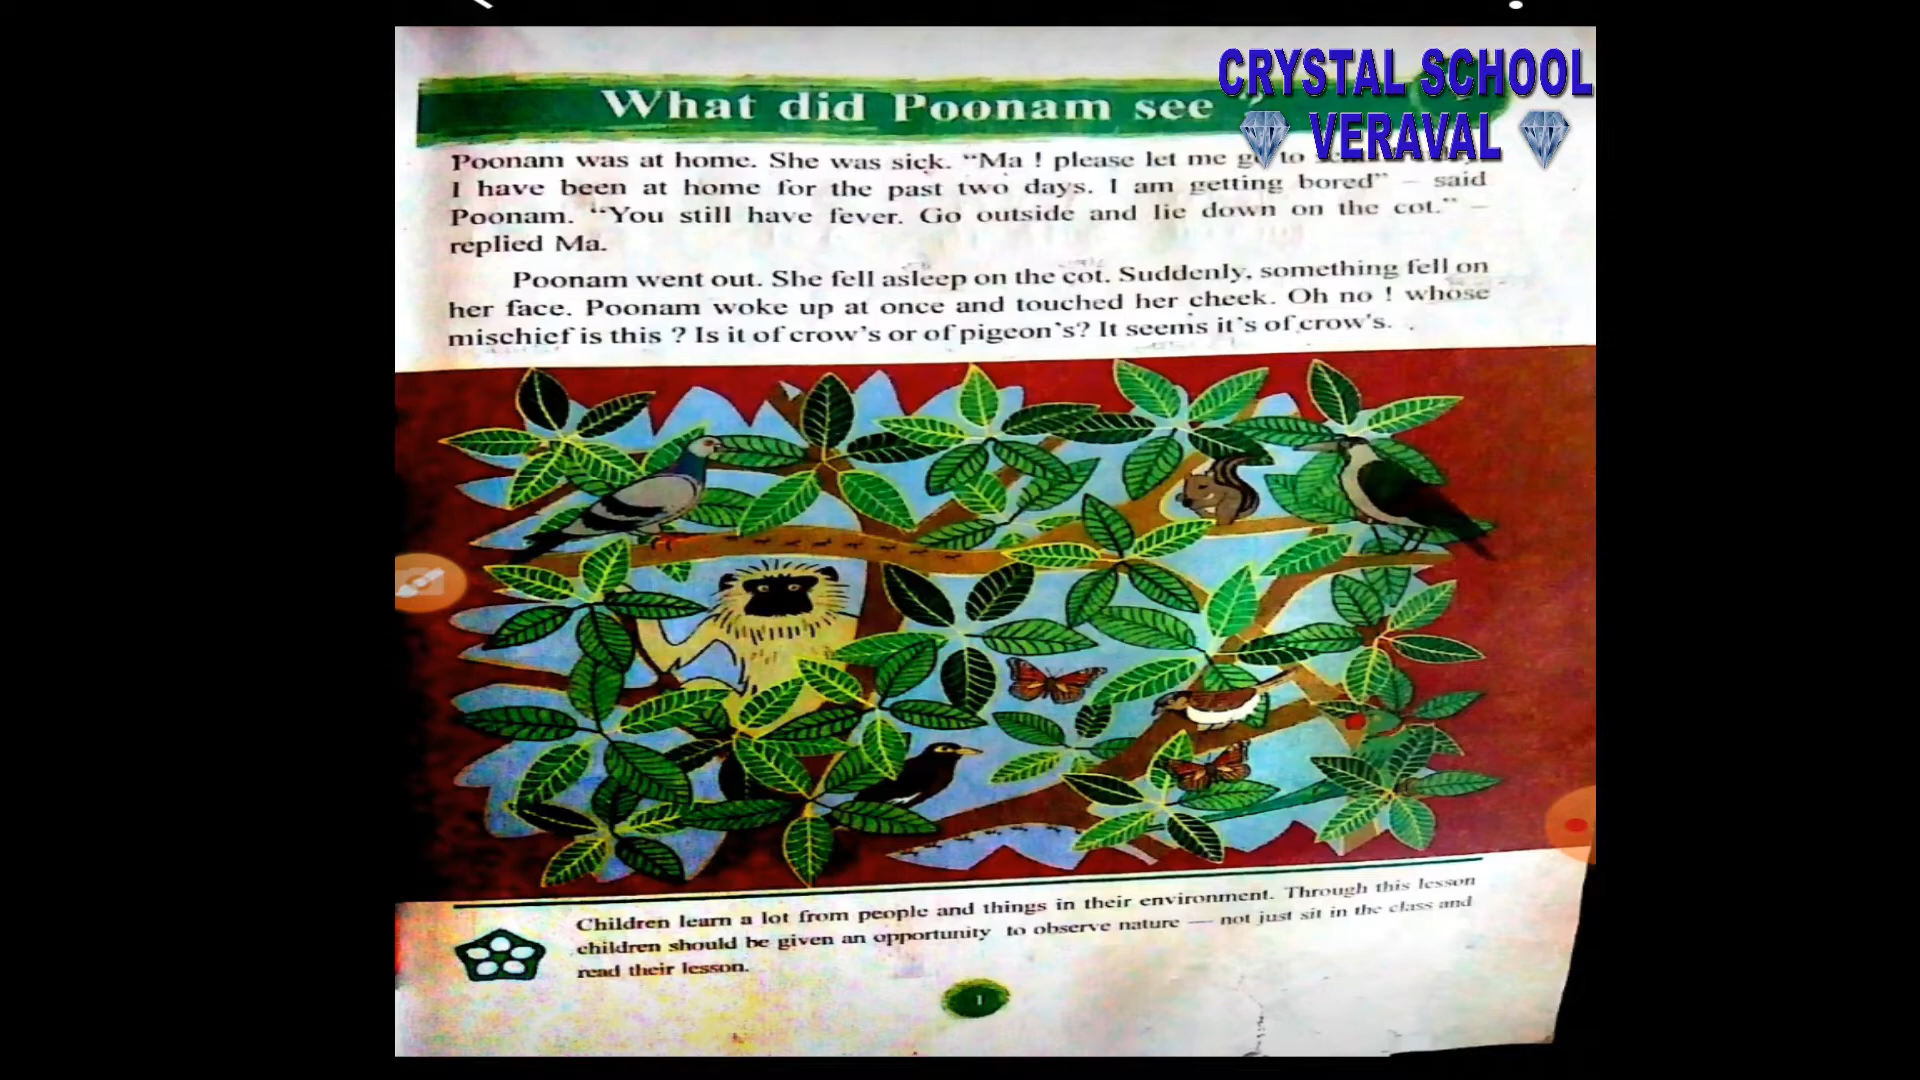 CRYSTAL SCHOOL
VERAVAL
What did Poonam see
Poonam was at home. She was sick. “Ma ! please let me go to
I have been at home for the past two days. I am getting bored” – said
Poonam. “You still have fever. Go outside and lie down on the cot.” –
replied Ma.
Poonam went out. She fell asleep on the cot. Suddenly, something fell on
her face. Poonam woke up at once and touched her cheek. Oh no ! whose
mischief is this ? Is it of crow’s or of pigeon’s? It seems it’s of crow's.
Children learn a lot from people and things in their environment. Through this lesson
children should be given an opportunity to observe nature — not just sit in the class and
read their lesson.
1